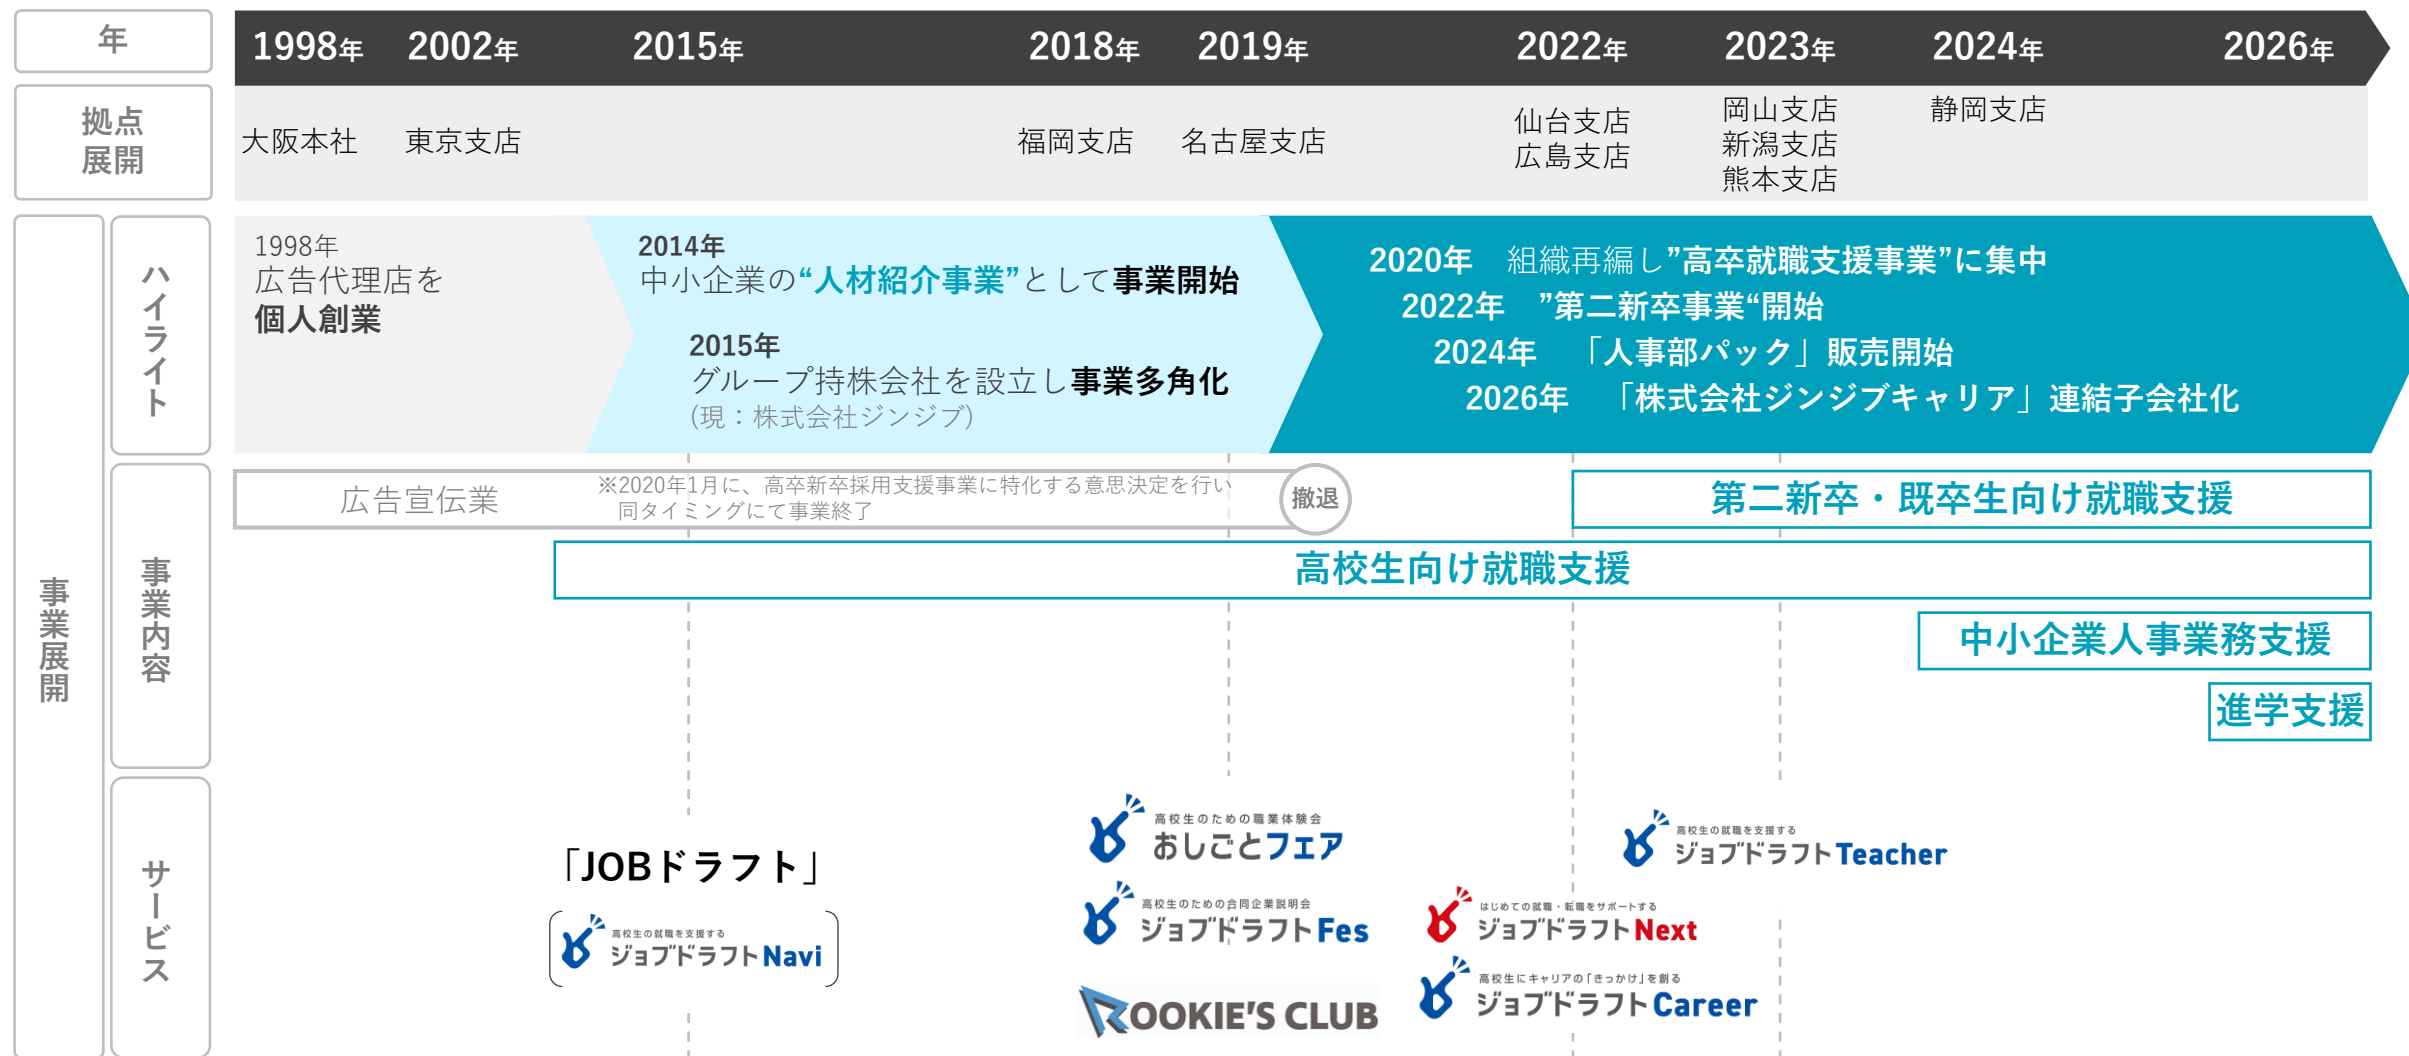 年
1998年
2002年
2015年
2018年
2019年
2022年
2023年
2024年
2026年
拠点
展開
大阪本社
東京支店
福岡支店
名古屋支店
仙台支店
広島支店
岡山支店
新潟支店
熊本支店
静岡支店
事業展開
ハイライト
1998年
広告代理店を
個人創業
2014年
中小企業の“人材紹介事業”として事業開始
2015年
グループ持株会社を設立し事業多角化
(現：株式会社ジンジブ)
2020年　組織再編し”高卒就職支援事業”に集中
2022年　”第二新卒事業“開始
2024年　「人事部パック」販売開始
2026年　「株式会社ジンジブキャリア」連結子会社化
事業内容
広告宣伝業
※2020年1月に、高卒新卒採用支援事業に特化する意思決定を行い
同タイミングにて事業終了
撤退
第二新卒・既卒生向け就職支援
高校生向け就職支援
中小企業人事業務支援
進学支援
サービス
「JOBドラフト」
高校生の就職を支援する
ジョブドラフトNavi
高校生のための職業体験会
おしごとフェア
高校生のための合同企業説明会
ジョブドラフトFes
ROOKIE'S CLUB
はじめての就職・転職をサポートする
ジョブドラフトNext
高校生にキャリアの「きっかけ」を創る
ジョブドラフトCareer
高校生の就職を支援する
ジョブドラフトTeacher